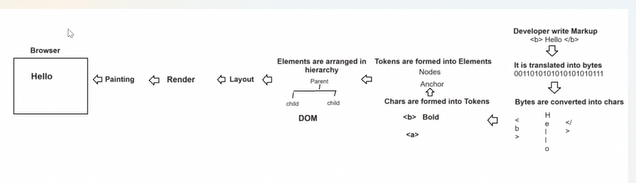 Developer write Markup
<b> Hello </b>
It is translated into bytes
Bytes are converted into chars
<
b
>
H
e
l
l
o
</
>
Chars are formed into Tokens
<b> Bold
<a>
Tokens are formed into Elements
Nodes
Anchor
Elements are arranged in
hierarchy
Parent
child
child
DOM
Layout
Render
Painting
Browser
Hello